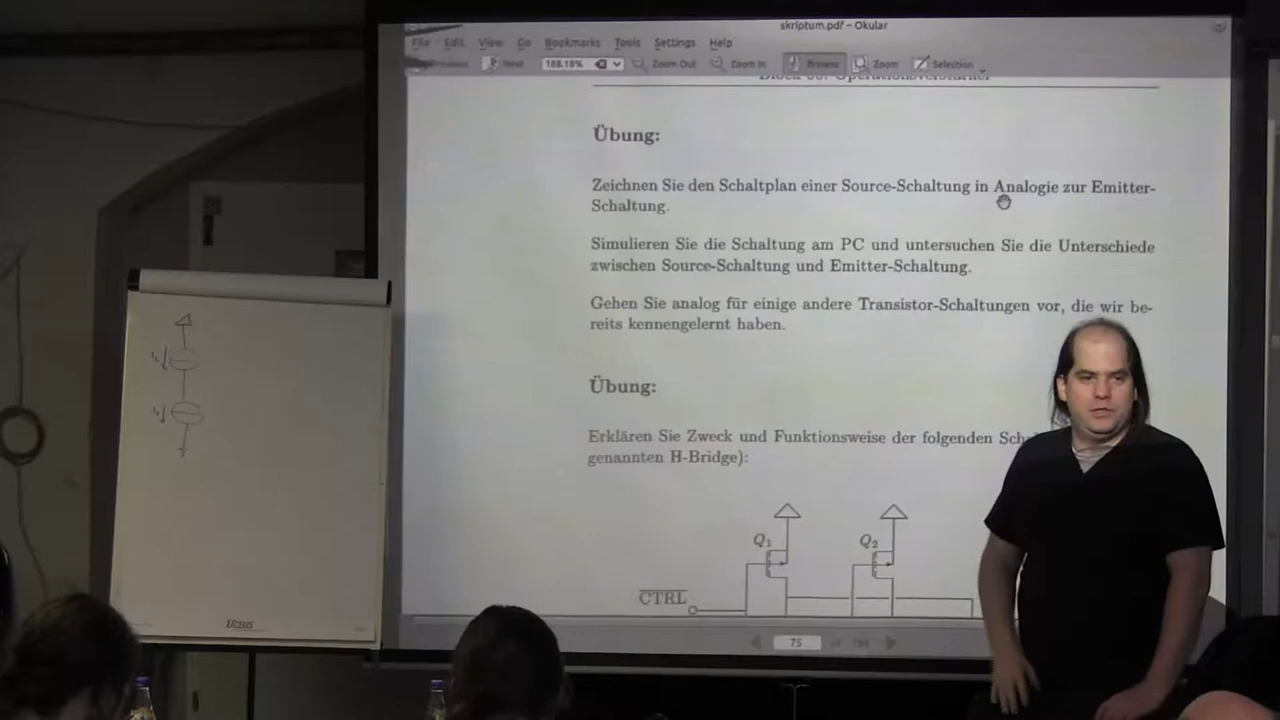 skriptum.pdf – Okular
File Edit View Go Bookmarks Tools Settings Help
Previous Next 188.18% Zoom Out Zoom In Browse Zoom Selection
Übung:
Zeichnen Sie den Schaltplan einer Source-Schaltung in Analogie zur Emitter-
Schaltung.
Simulieren Sie die Schaltung am PC und untersuchen Sie die Unterschiede
zwischen Source-Schaltung und Emitter-Schaltung.
Gehen Sie analog für einige andere Transistor-Schaltungen vor, die wir be-
reits kennengelernt haben.
Übung:
Erklären Sie Zweck und Funktionsweise der folgenden
genannten H-Bridge):
Q1 Q2
CTRL
75 of